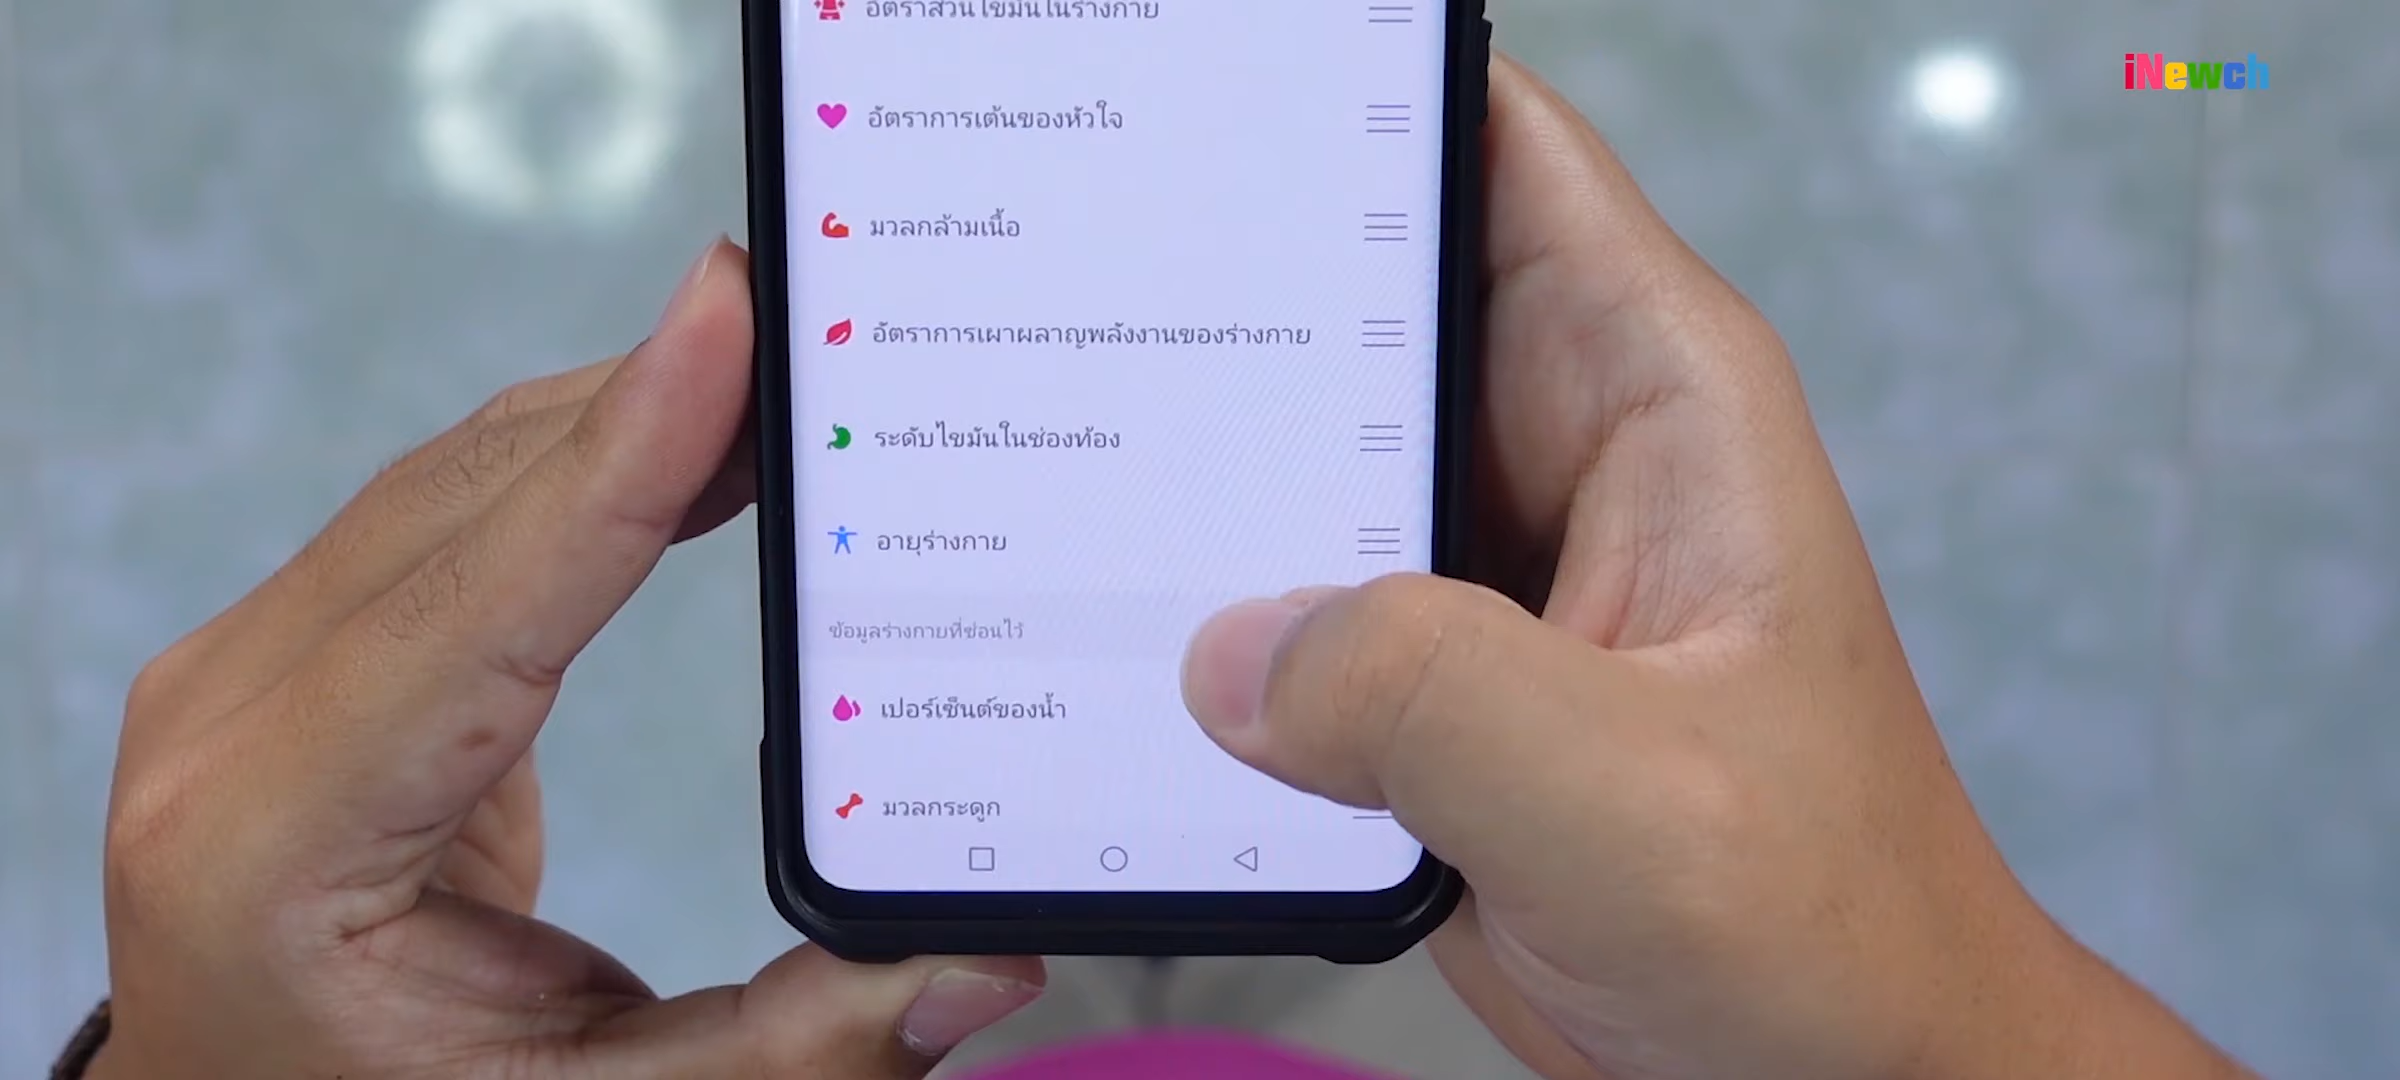 อัตราส่วนไขมันในร่างกาย
iNewch
อัตราการเต้นของหัวใจ
มวลกล้ามเนื้อ
อัตราการเผาผลาญพลังงานของร่างกาย
ระดับไขมันในช่องท้อง
อายุร่างกาย
ข้อมูลร่างกายที่ซ่อนไว้
เปอร์เซ็นต์ของน้ำ
มวลกระดูก